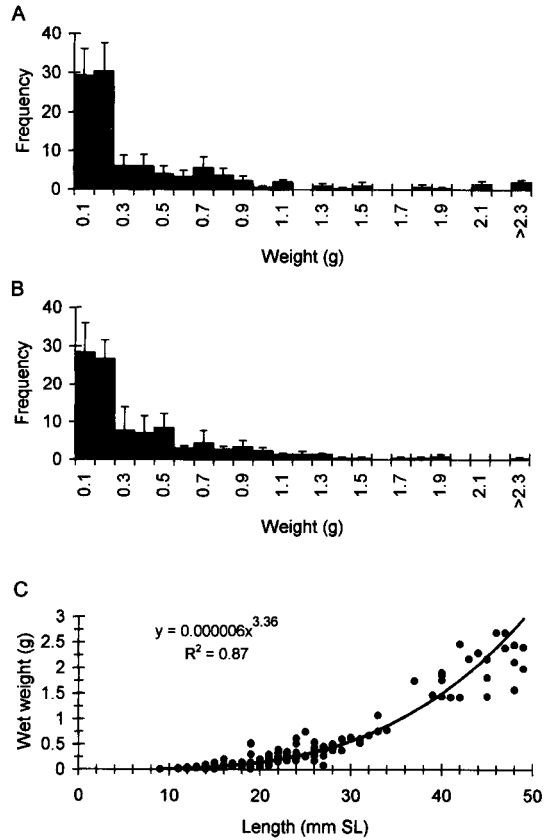 A
40
30
20
10
0
Frequency
0.1 0.3 0.5 0.7 0.9 1.1 1.3 1.5 1.7 1.9 2.1 >2.3
Weight (g)
B
40
30
20
10
0
Frequency
0.1 0.3 0.5 0.7 0.9 1.1 1.3 1.5 1.7 1.9 2.1 >2.3
Weight (g)
C
3
2.5
2
1.5
1
0.5
0
Wet weight (g)
y = 0.000006x^3.36
R² = 0.87
0 10 20 30 40 50
Length (mm SL)